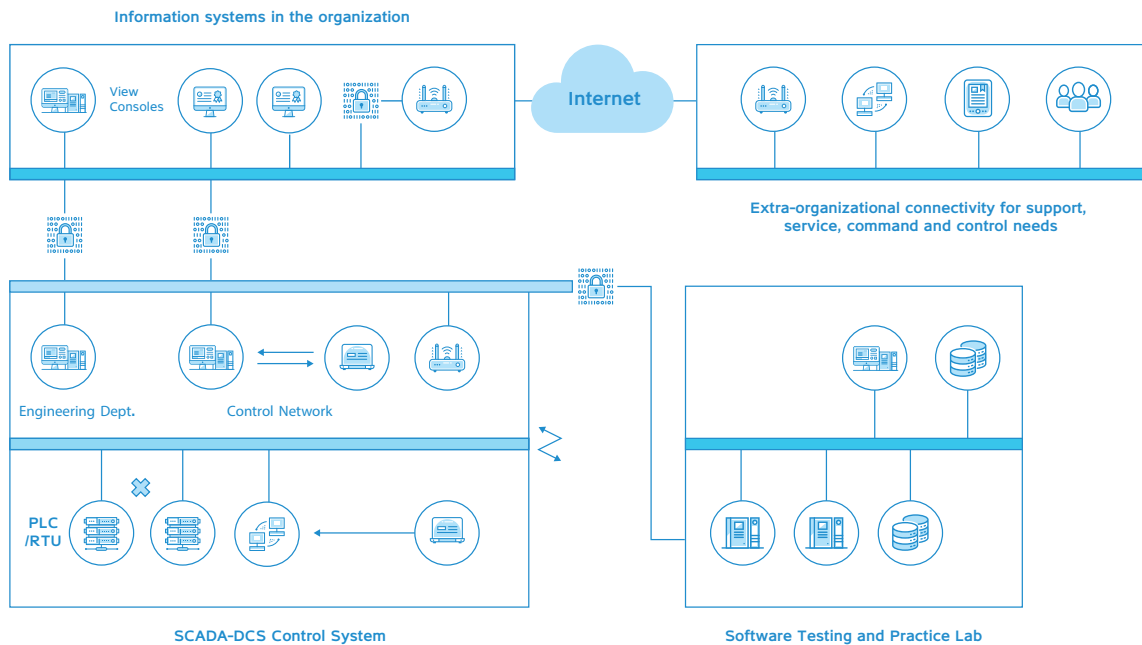 Information systems in the organization
View
Consoles
Internet
Extra-organizational connectivity for support,
service, command and control needs
Engineering Dept.
Control Network
PLC
/RTU
SCADA-DCS Control System
Software Testing and Practice Lab